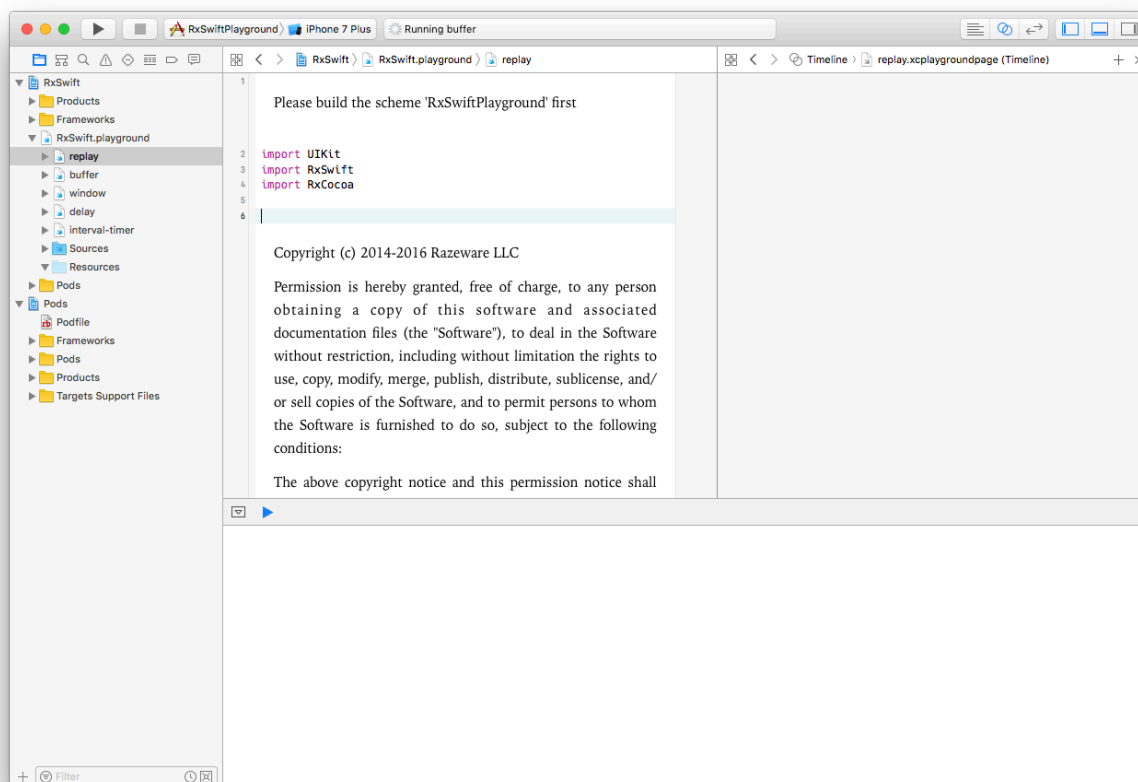 RxSwiftPlayground
iPhone 7 Plus
Running buffer
RxSwift
RxSwift.playground
replay
Timeline
replay.xcplaygroundpage (Timeline)
RxSwift
Products
Frameworks
RxSwift.playground
replay
buffer
window
delay
interval-timer
Sources
Resources
Pods
Pods
Podfile
Frameworks
Pods
Products
Targets Support Files
Filter
1
Please build the scheme 'RxSwiftPlayground' first
2 import UIKit
3 import RxSwift
4 import RxCocoa
5
6
Copyright (c) 2014-2016 Razeware LLC
Permission is hereby granted, free of charge, to any person
obtaining a copy of this software and associated
documentation files (the "Software"), to deal in the Software
without restriction, including without limitation the rights to
use, copy, modify, merge, publish, distribute, sublicense, and/
or sell copies of the Software, and to permit persons to whom
the Software is furnished to do so, subject to the following
conditions:
The above copyright notice and this permission notice shall